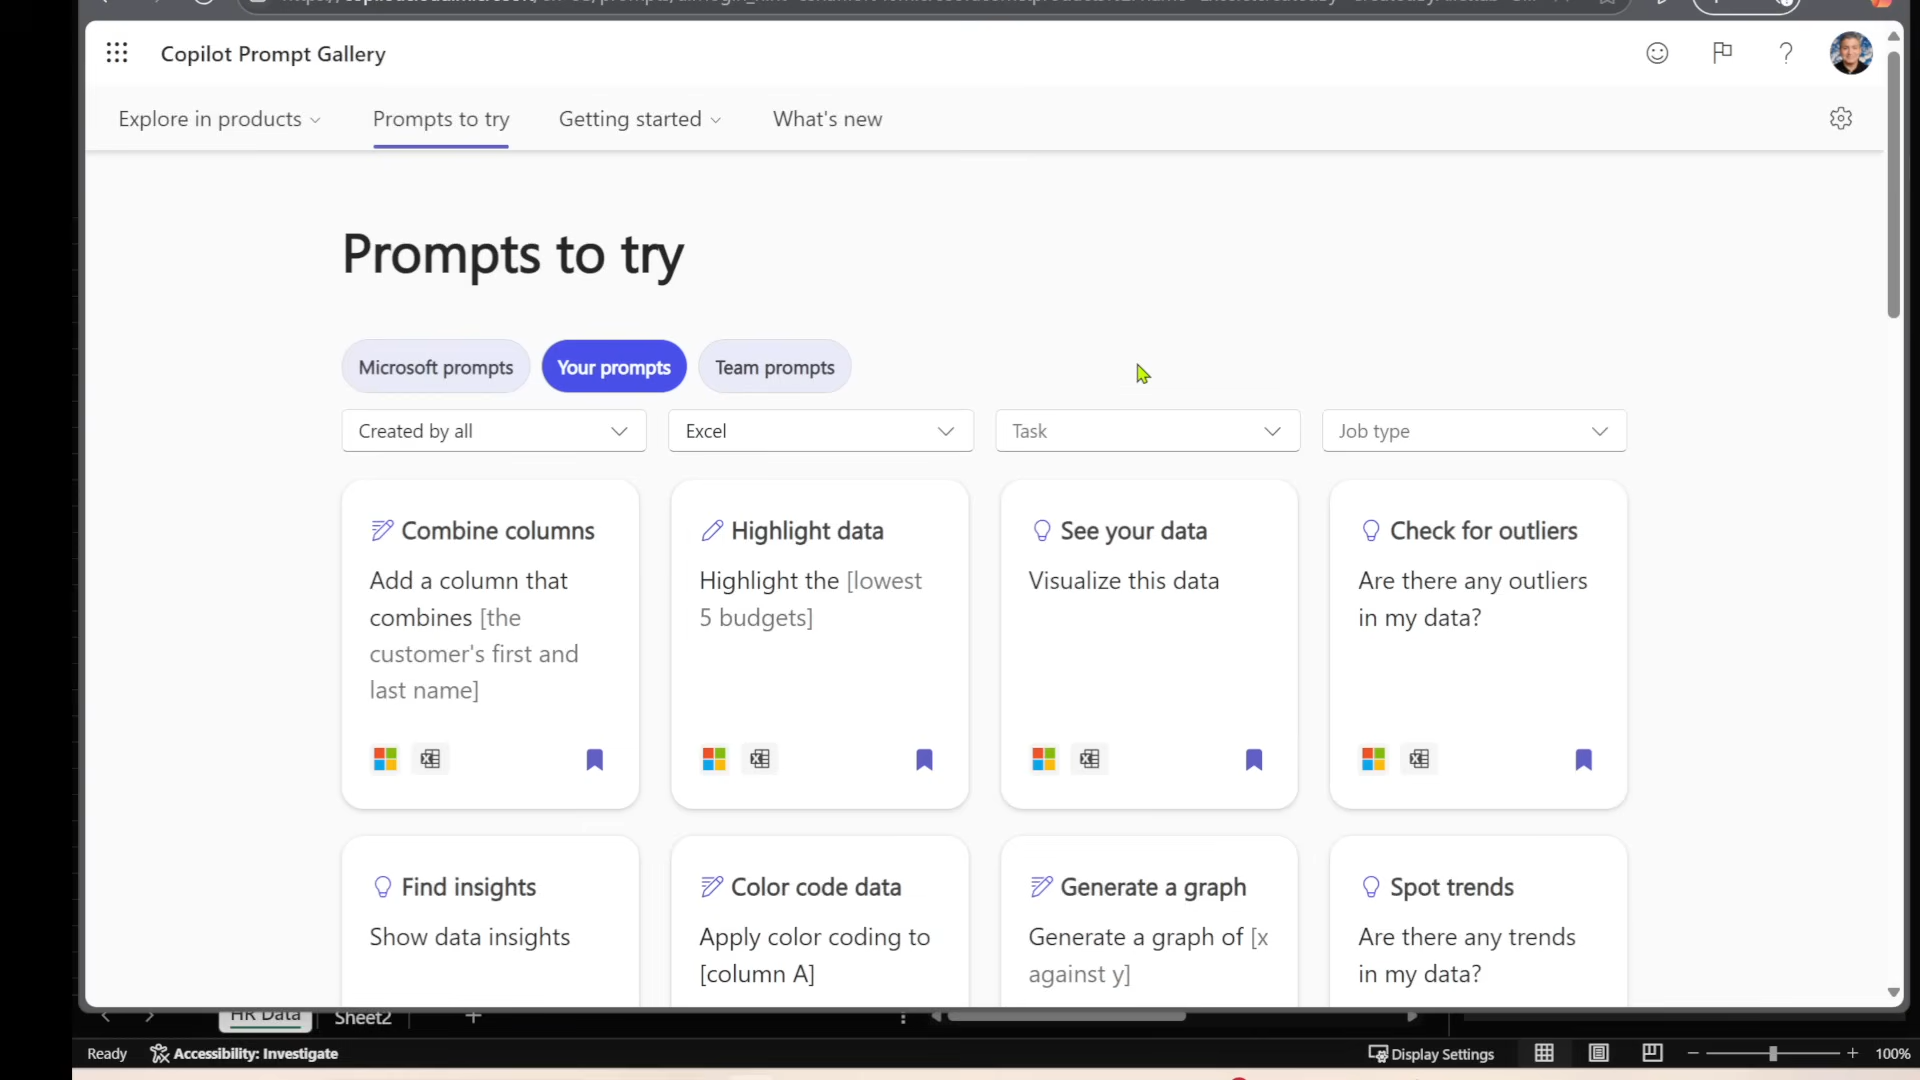 Copilot Prompt Gallery
Explore in products
Prompts to try
Getting started
What's new
Prompts to try
Microsoft prompts
Your prompts
Team prompts
Created by all
Excel
Task
Job type
Combine columns
Add a column that
combines [the
customer's first and
last name]
Highlight data
Highlight the [lowest
5 budgets]
See your data
Visualize this data
Check for outliers
Are there any outliers
in my data?
Find insights
Show data insights
Color code data
Apply color coding to
[column A]
Generate a graph
Generate a graph of [x
against y]
Spot trends
Are there any trends
in my data?
HR Data
Sheet2
Ready
Accessibility: Investigate
Display Settings
100%